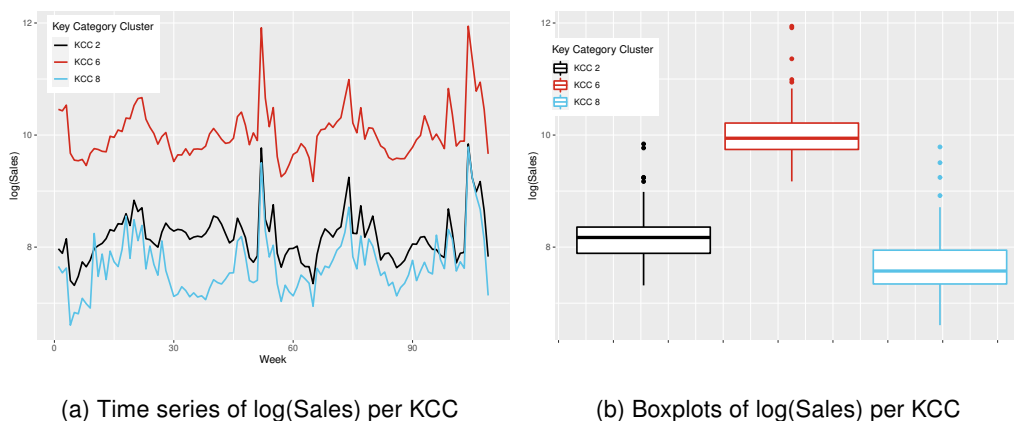 12
10
8
log(Sales)
Key Category Cluster
KCC 2
KCC 6
KCC 8
0
30
60
90
Week
(a) Time series of log(Sales) per KCC
12
10
8
log(Sales)
Key Category Cluster
KCC 2
KCC 6
KCC 8
(b) Boxplots of log(Sales) per KCC